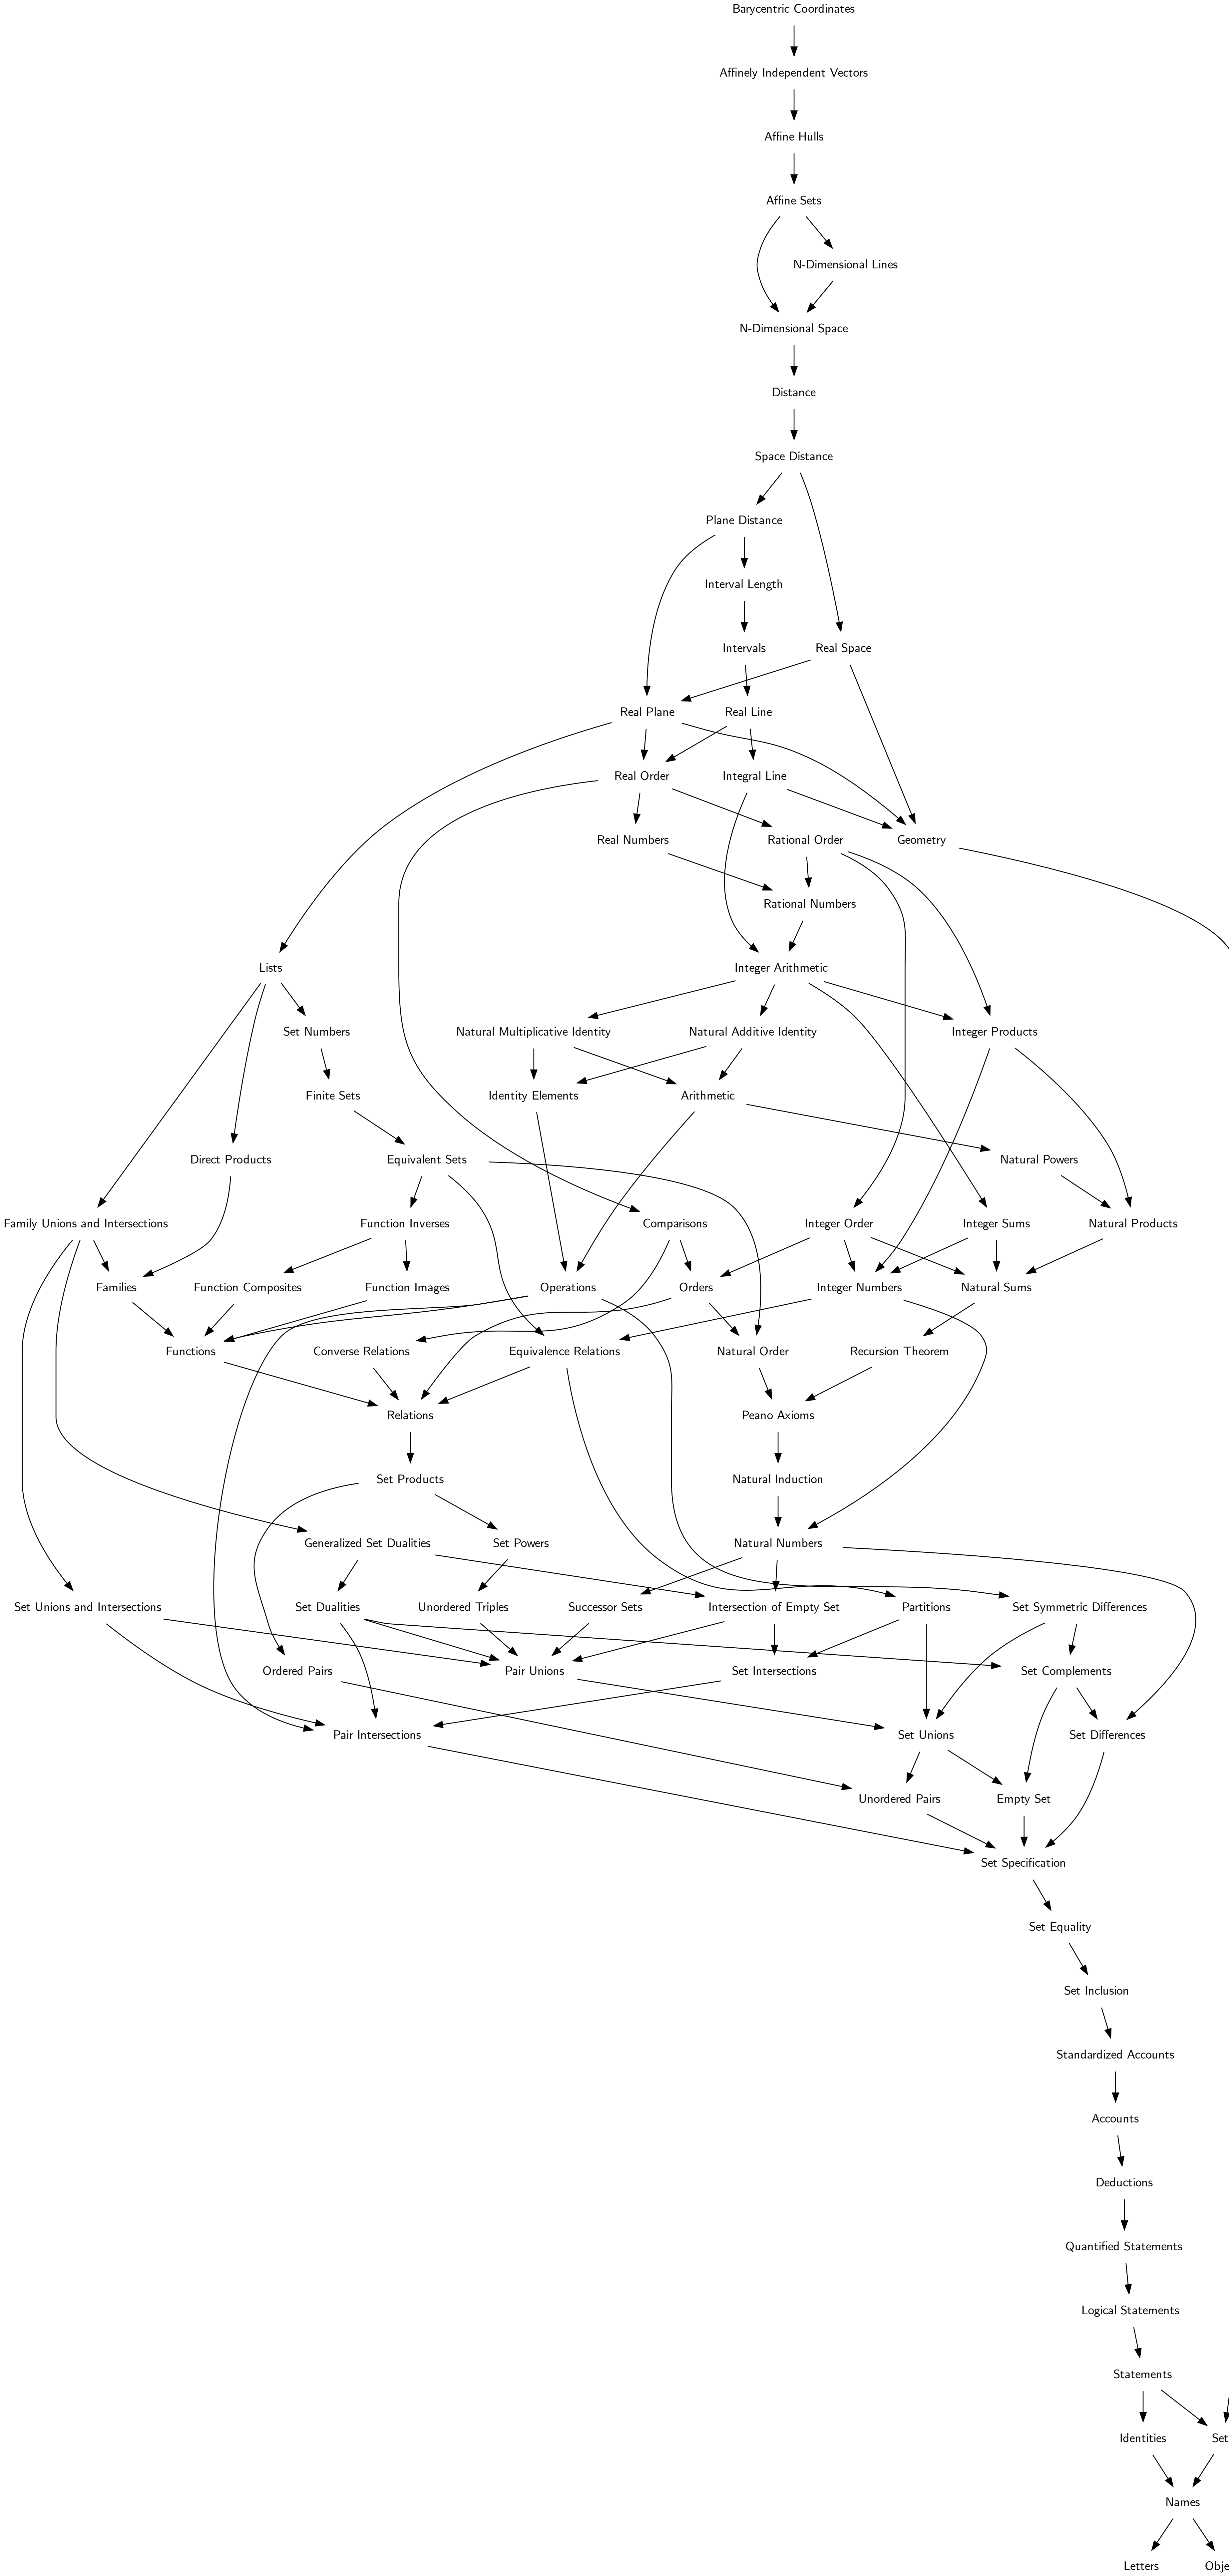 Barycentric Coordinates
Affinely Independent Vectors
Affine Hulls
Affine Sets
N-Dimensional Lines
N-Dimensional Space
Distance
Space Distance
Plane Distance
Interval Length
Intervals
Real Space
Real Plane
Real Line
Real Order
Integral Line
Real Numbers
Rational Order
Geometry
Rational Numbers
Lists
Integer Arithmetic
Set Numbers
Natural Multiplicative Identity
Natural Additive Identity
Integer Products
Finite Sets
Identity Elements
Arithmetic
Direct Products
Equivalent Sets
Natural Powers
Family Unions and Intersections
Function Inverses
Comparisons
Integer Order
Integer Sums
Natural Products
Families
Function Composites
Function Images
Operations
Orders
Integer Numbers
Natural Sums
Functions
Converse Relations
Equivalence Relations
Natural Order
Recursion Theorem
Relations
Peano Axioms
Set Products
Natural Induction
Generalized Set Dualities
Set Powers
Natural Numbers
Set Unions and Intersections
Set Dualities
Unordered Triples
Successor Sets
Intersection of Empty Set
Partitions
Set Symmetric Differences
Ordered Pairs
Pair Unions
Set Intersections
Set Complements
Pair Intersections
Set Unions
Set Differences
Unordered Pairs
Empty Set
Set Specification
Set Equality
Set Inclusion
Standardized Accounts
Accounts
Deductions
Quantified Statements
Logical Statements
Statements
Identities
Set
Names
Letters
Obje